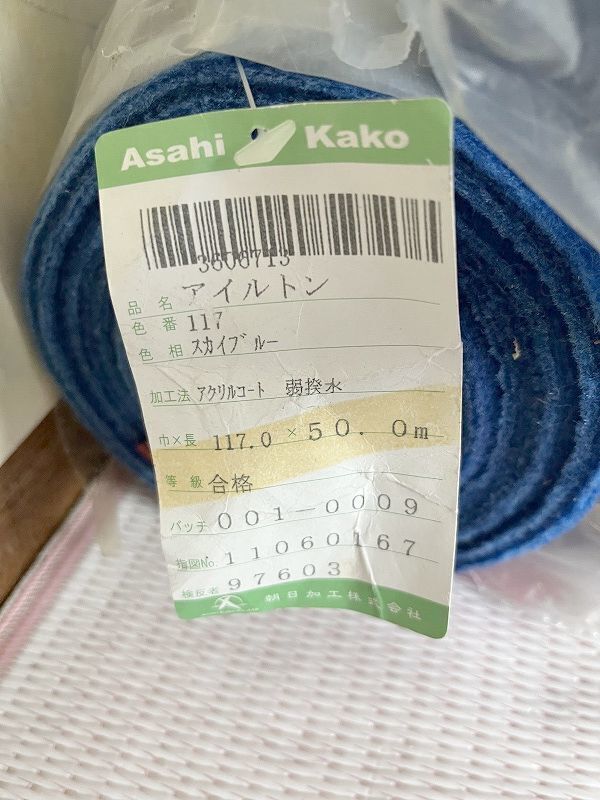 Asahi Kako
3606713
品名 アイルトン
色番 117
色相 スカイブルー
加工法 アクリルコート 弱撥水
巾×長 117.0 × 50.0m
等級 合格
バッチ 001-0009
指図No. 11060167
検反者 97603
朝日加工株式会社